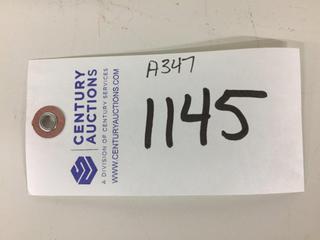 A347
1145
CENTURY
AUCTIONS
A DIVISION OF CENTURY SERVICES
WWW.CENTURYAUCTIONS.COM